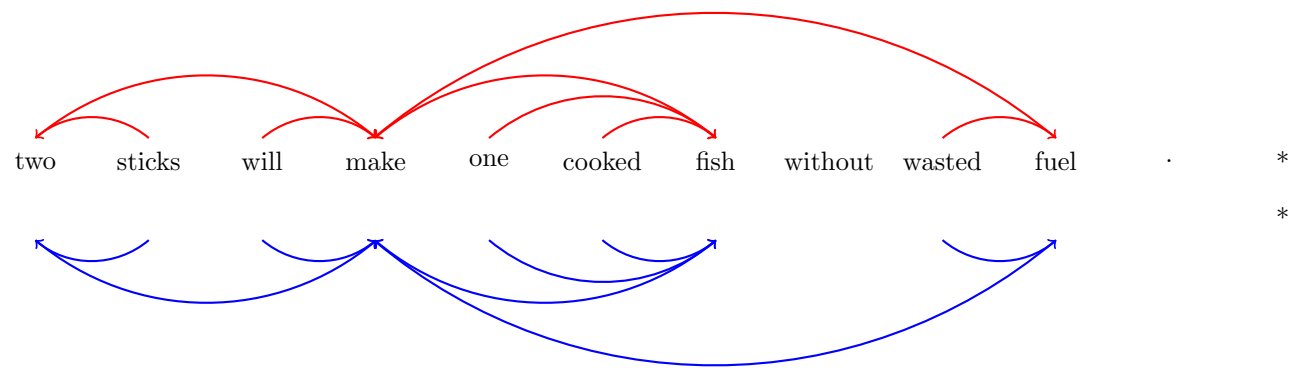 two sticks will make one cooked fish without wasted fuel . *
*